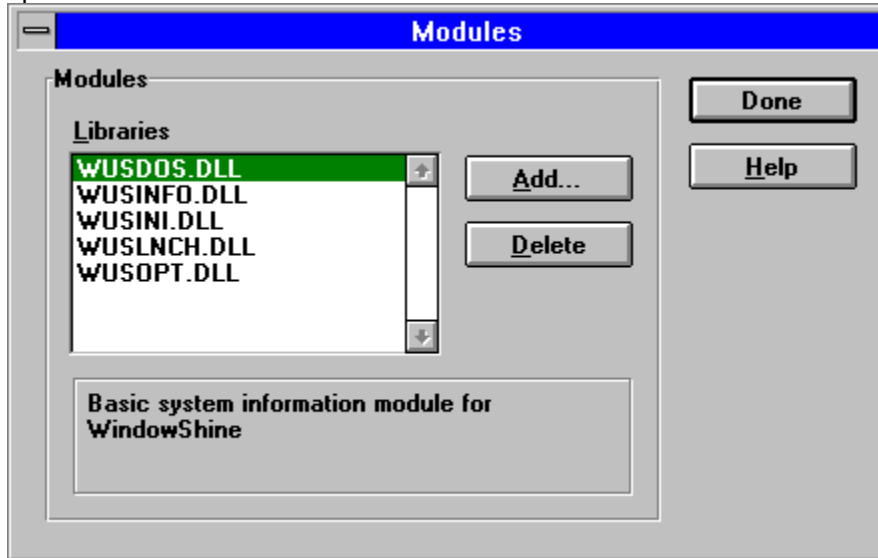 Modules
Modules
Libraries
WUSDOS.DLL
WUSINFO.DLL
WUSINI.DLL
WUSLNCH.DLL
WUSOPT.DLL
Add...
Delete
Done
Help
Basic system information module for
WindowShine